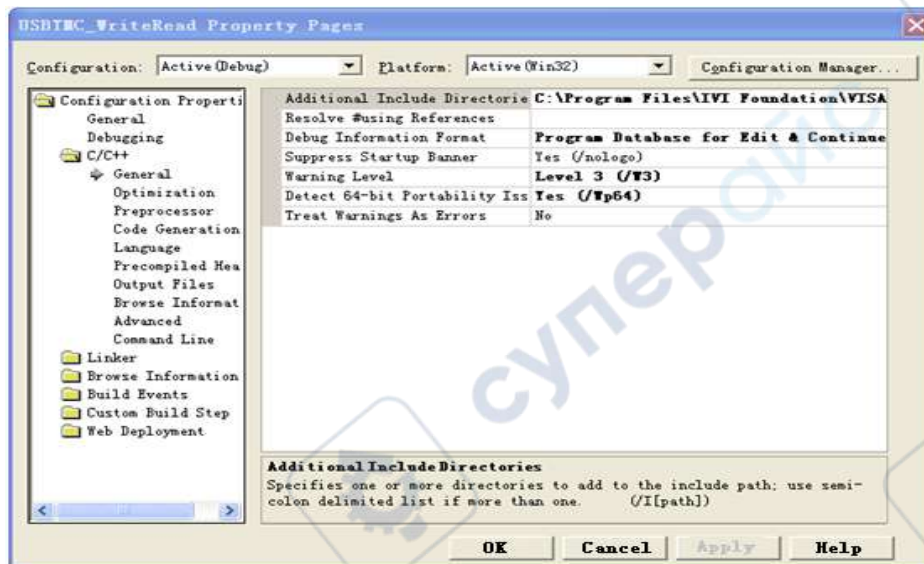 USBTMC_WriteRead Property Pages
Configuration: Active(Debug) Platform: Active(Win32) Configuration Manager...
Configuration Properti
General
Debugging
C/C++
General
Optimization
Preprocessor
Code Generation
Language
Precompiled Hea
Output Files
Browse Informat
Advanced
Command Line
Linker
Browse Information
Build Events
Custom Build Step
Web Deployment
Additional Include Directorie C:\Program Files\IVI Foundation\VISA
Resolve #using References
Debug Information Format Program Database for Edit & Continue
Suppress Startup Banner Yes (/nologo)
Warning Level Level 3 (/W3)
Detect 64-bit Portability Iss Yes (/Wp64)
Treat Warnings As Errors No
AdditionalIncludeDirectories
Specifies one or more directories to add to the include path; use semi-
colon delimited list if more than one. (/I[path])
OK Cancel Apply Help
суперайс